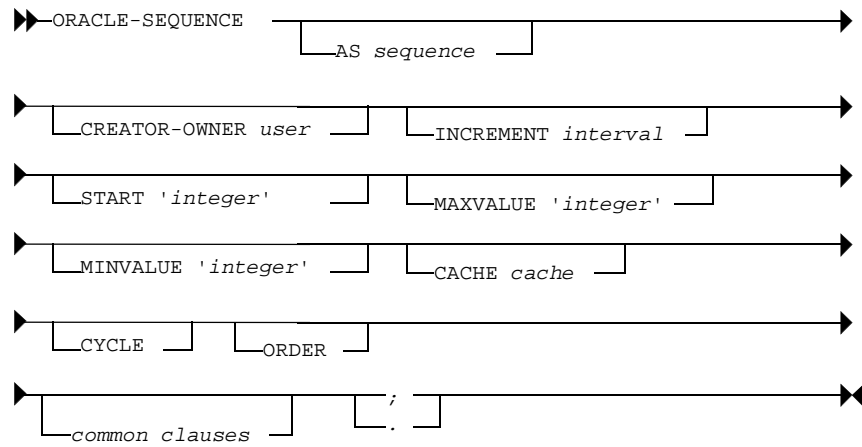 ORACLE-SEQUENCE
AS sequence
CREATOR-OWNER user
INCREMENT interval
START 'integer'
MAXVALUE 'integer'
MINVALUE 'integer'
CACHE cache
CYCLE
ORDER
common clauses
;
.